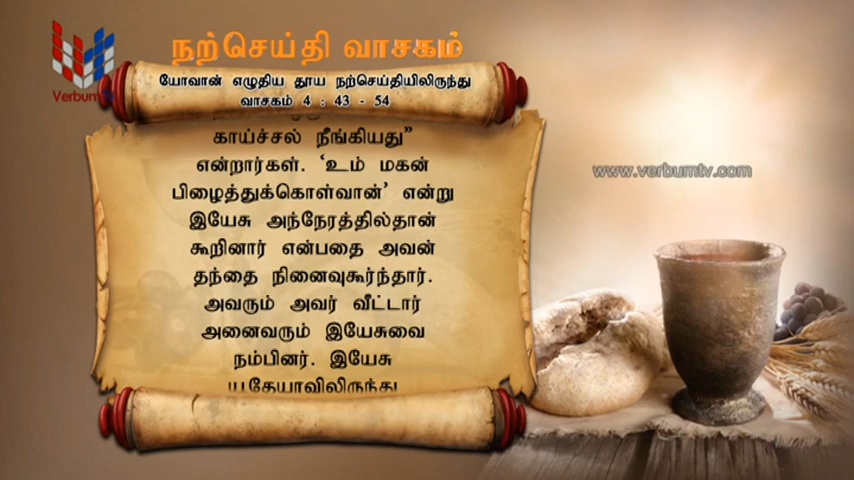 நற்செய்தி வாசகம்
VerbumTV
யோவான் எழுதிய தூய நற்செய்தியிலிருந்து
வாசகம் 4 : 43 - 54
காய்ச்சல் நீங்கியது”
என்றார்கள். ‘உம் மகன்
பிழைத்துக்கொள்வான்’ என்று
இயேசு அந்நேரத்தில்தான்
கூறினார் என்பதை அவன்
தந்தை நினைவுகூர்ந்தார்.
அவரும் அவர் வீட்டார்
அனைவரும் இயேசுவை
நம்பினர். இயேசு
யூதேயாவிலிருந்து
www.verbumtv.com